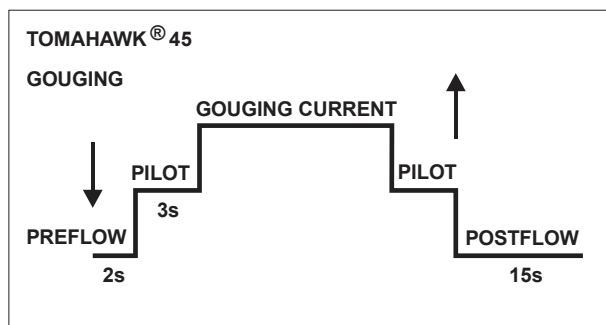 TOMAHAWK® 45
GOUGING
GOUGING CURRENT
PILOT
PILOT
3s
PREFLOW
POSTFLOW
2s
15s